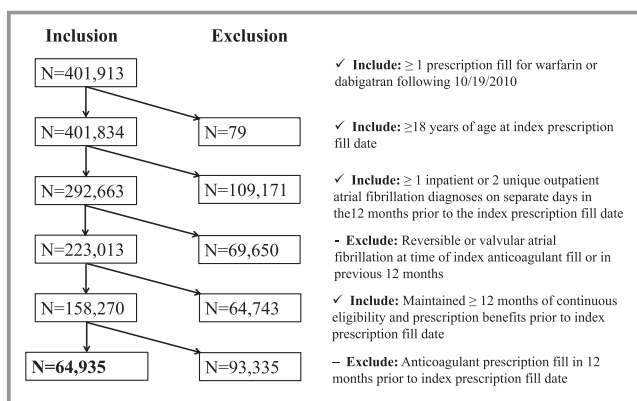 Inclusion Exclusion
N=401,913
✓ Include: ≥ 1 prescription fill for warfarin or
dabigatran following 10/19/2010
N=401,834 N=79
✓ Include: ≥18 years of age at index prescription
fill date
N=292,663 N=109,171
✓ Include: ≥ 1 inpatient or 2 unique outpatient
atrial fibrillation diagnoses on separate days in
the12 months prior to the index prescription fill date
N=223,013 N=69,650
- Exclude: Reversible or valvular atrial
fibrillation at time of index anticoagulant fill or in
previous 12 months
N=158,270 N=64,743
✓ Include: Maintained ≥ 12 months of continuous
eligibility and prescription benefits prior to index
prescription fill date
N=64,935 N=93,335
– Exclude: Anticoagulant prescription fill in 12
months prior to index prescription fill date